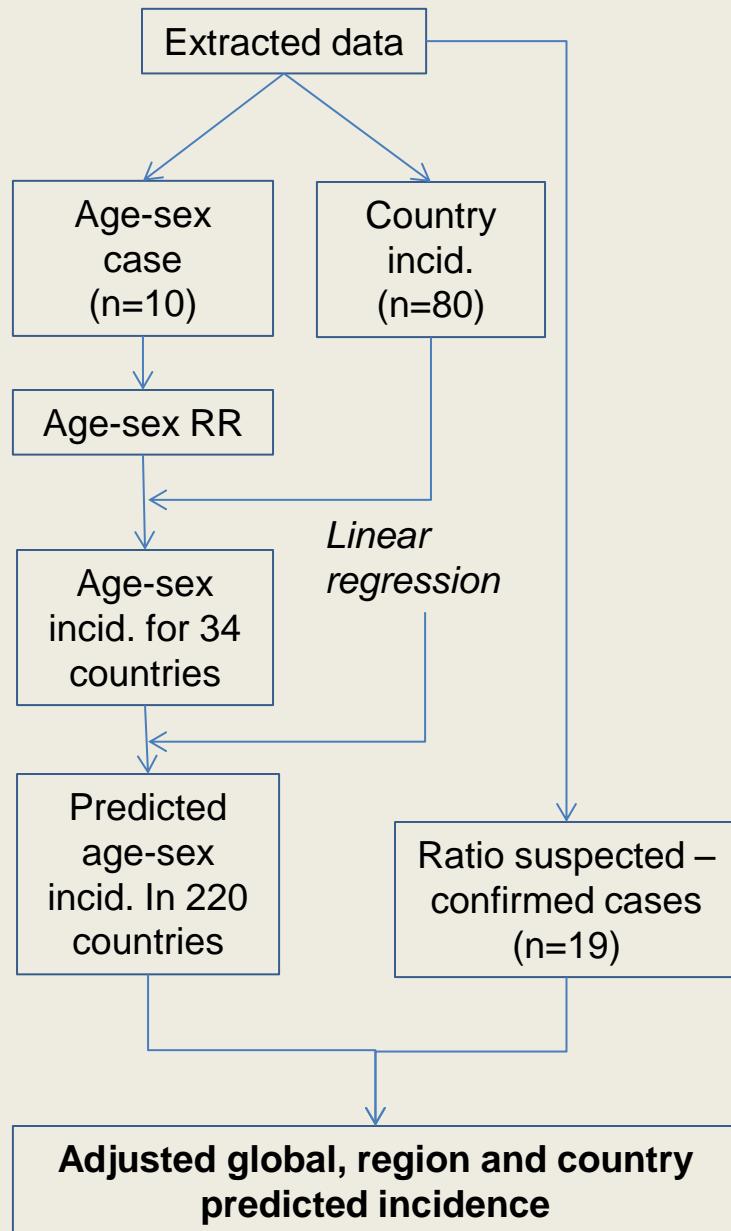 Extracted data
Age-sex
case
(n=10)
Country
incid.
(n=80)
Age-sex RR
Linear
regression
Age-sex
incid. for 34
countries
Predicted
age-sex
incid. In 220
countries
Ratio suspected –
confirmed cases
(n=19)
Adjusted global, region and country
predicted incidence